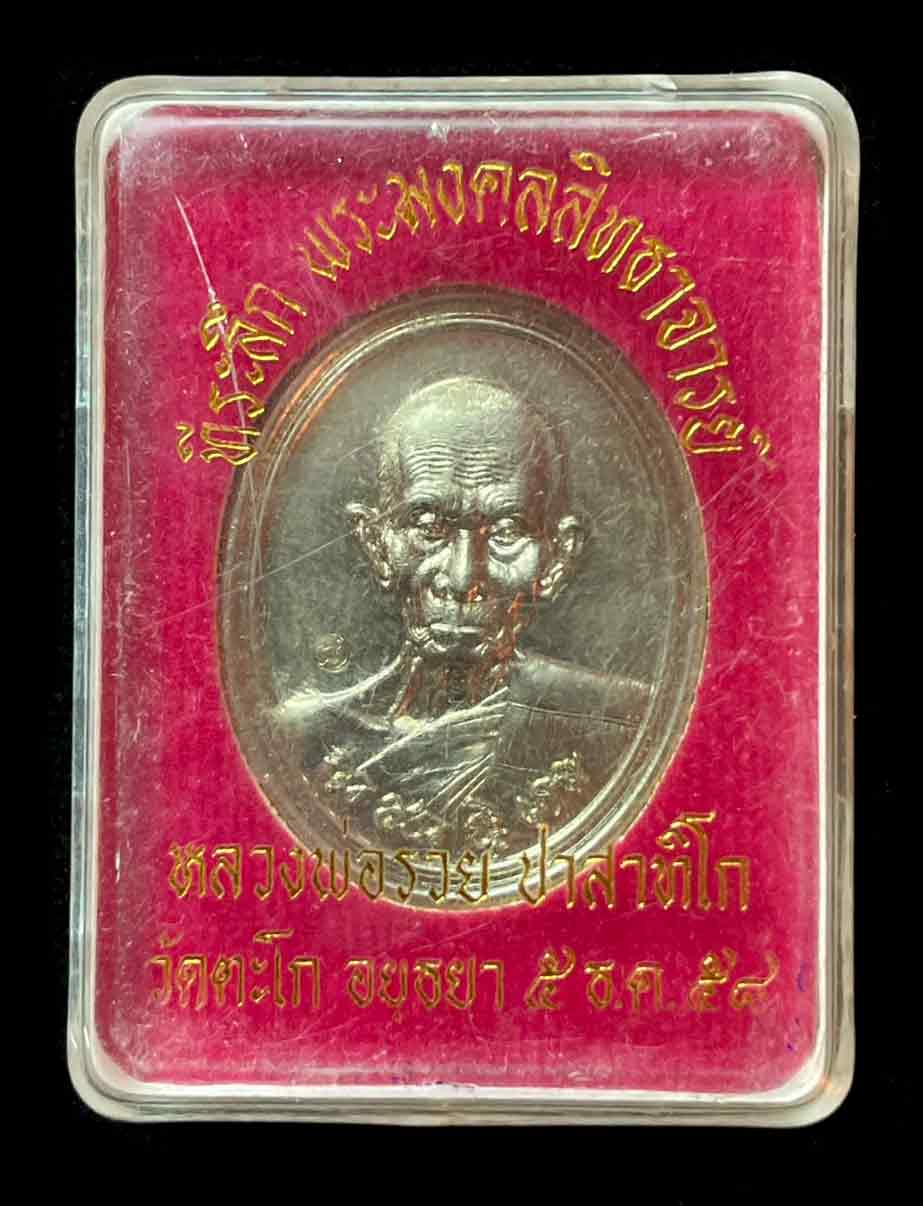 ที่ระลึก พระมงคลสิทธาจารย์
หลวงพ่อรวย ปาสาทิโก
วัดตะโก อยุธยา ๕ ธ.ค. ๕๘